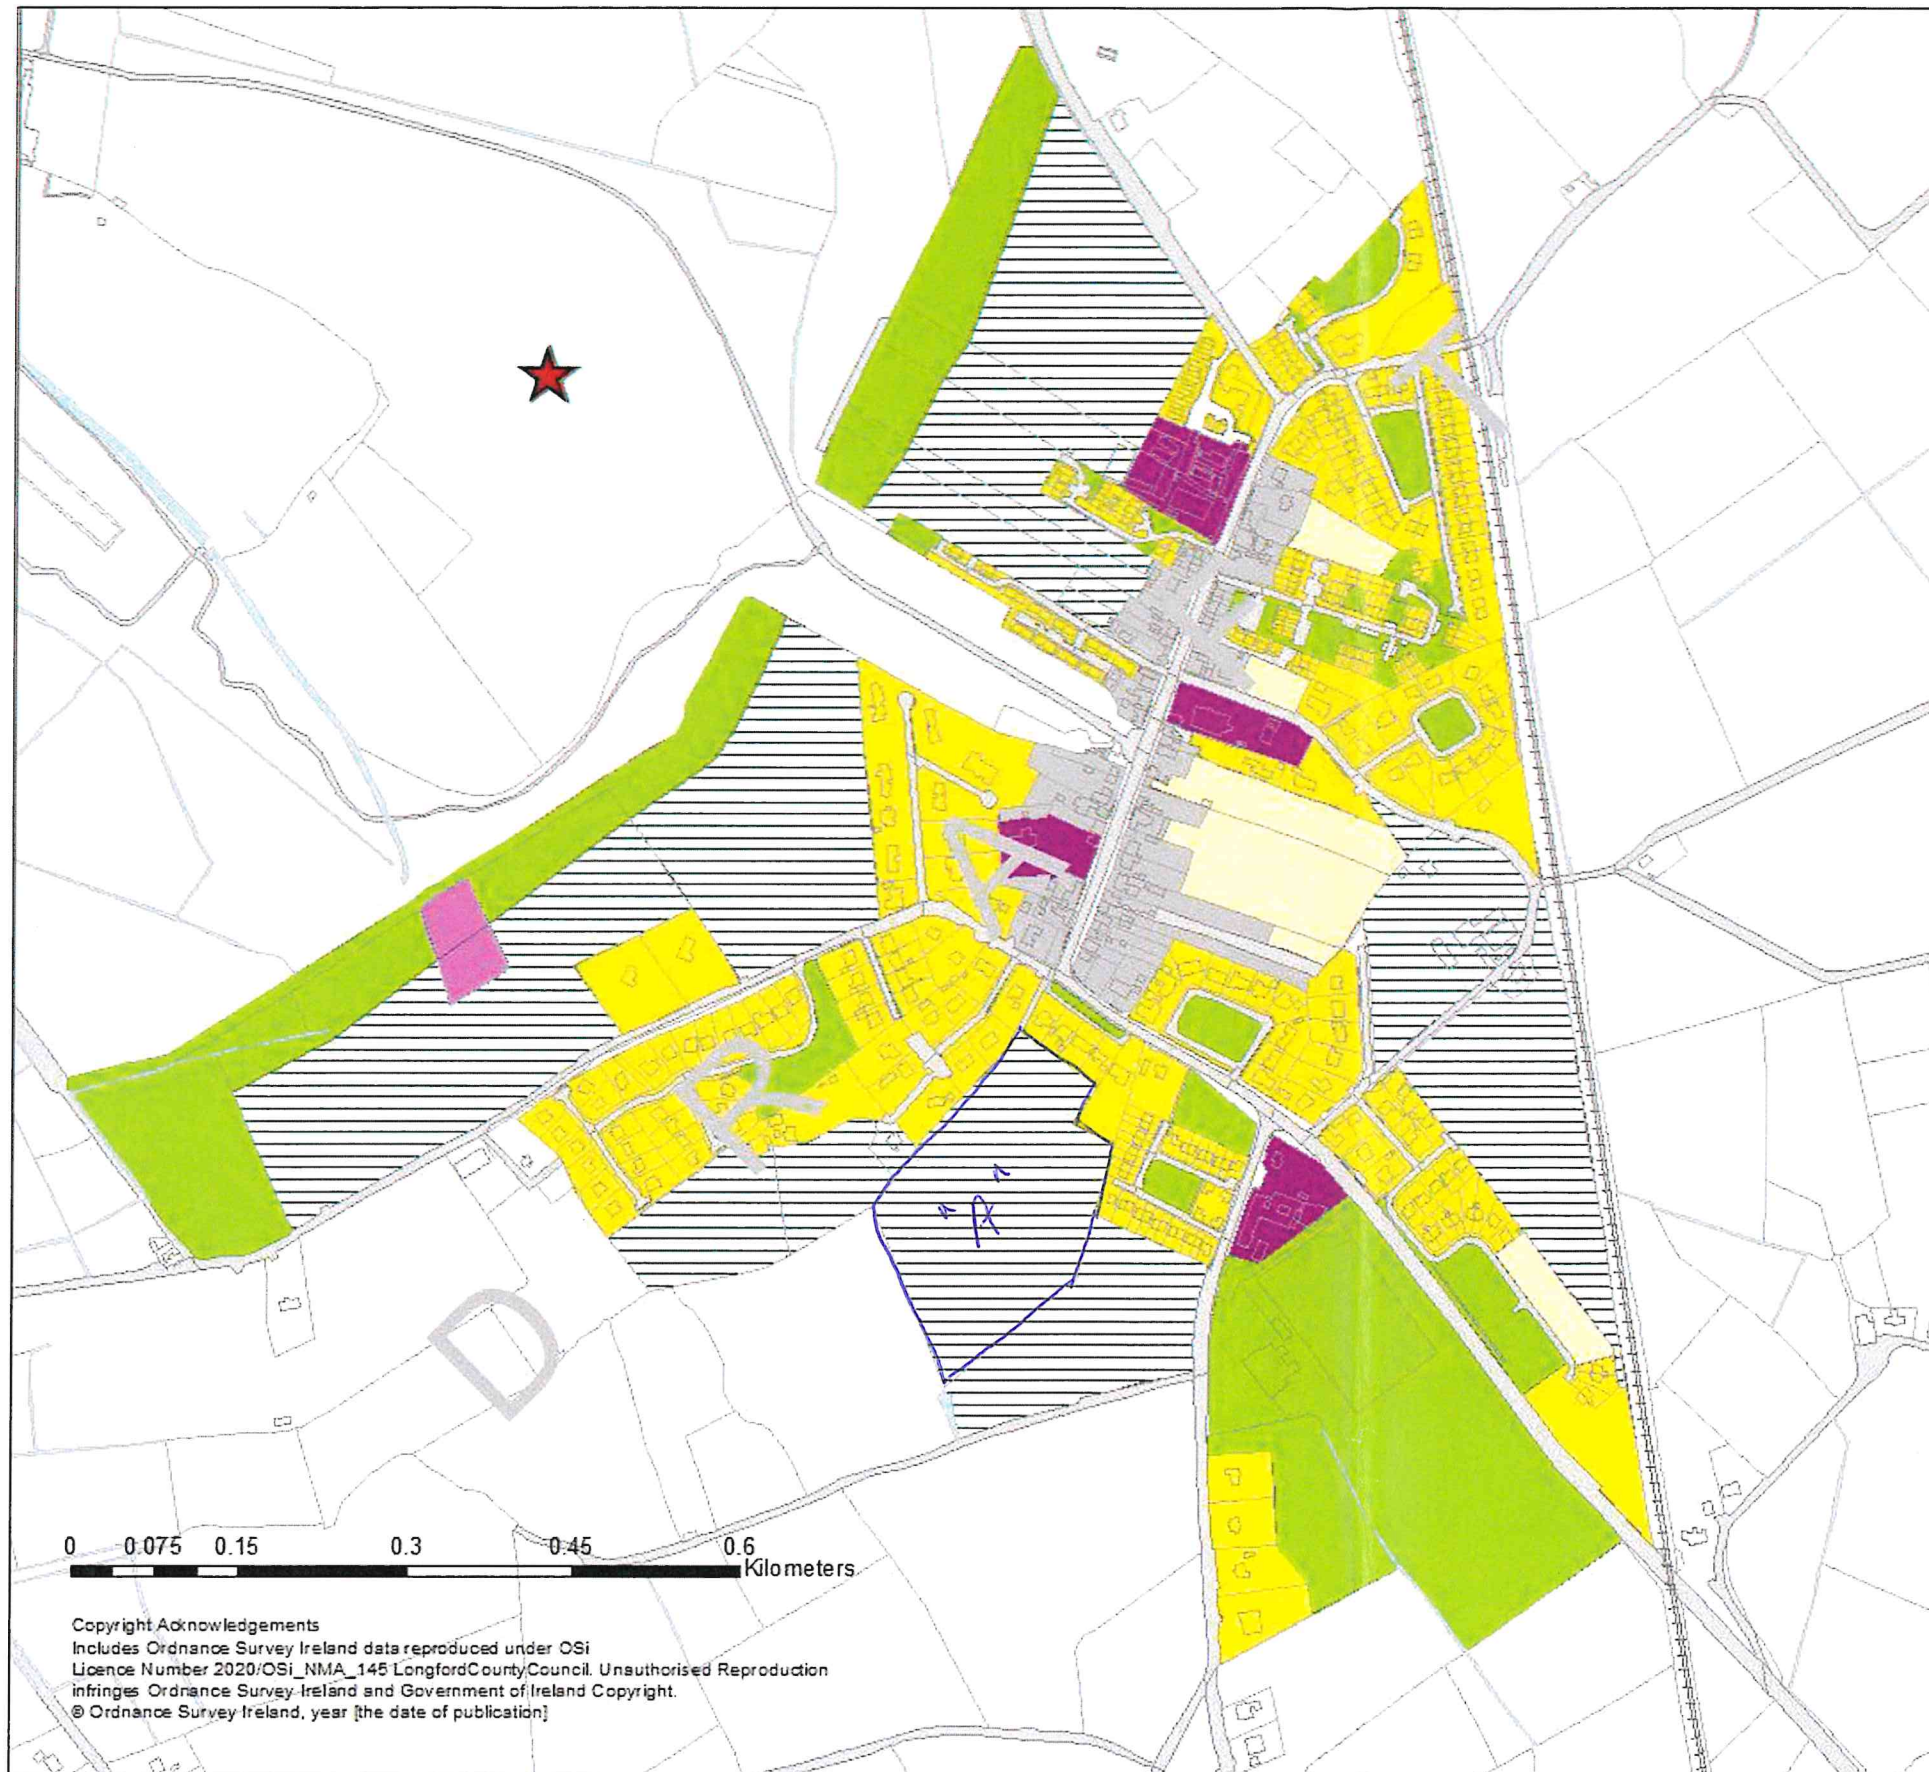 "A"
D R A F T
0 0.075 0.15 0.3 0.45 0.6
Kilometers
Copyright Acknowledgements
Includes Ordnance Survey Ireland data reproduced under OSi
Licence Number 2020/OSi_NMA_145 LongfordCountyCouncil. Unauthorised Reproduction
infringes Ordnance Survey Ireland and Government of Ireland Copyright.
© Ordnance Survey Ireland, year [the date of publication]